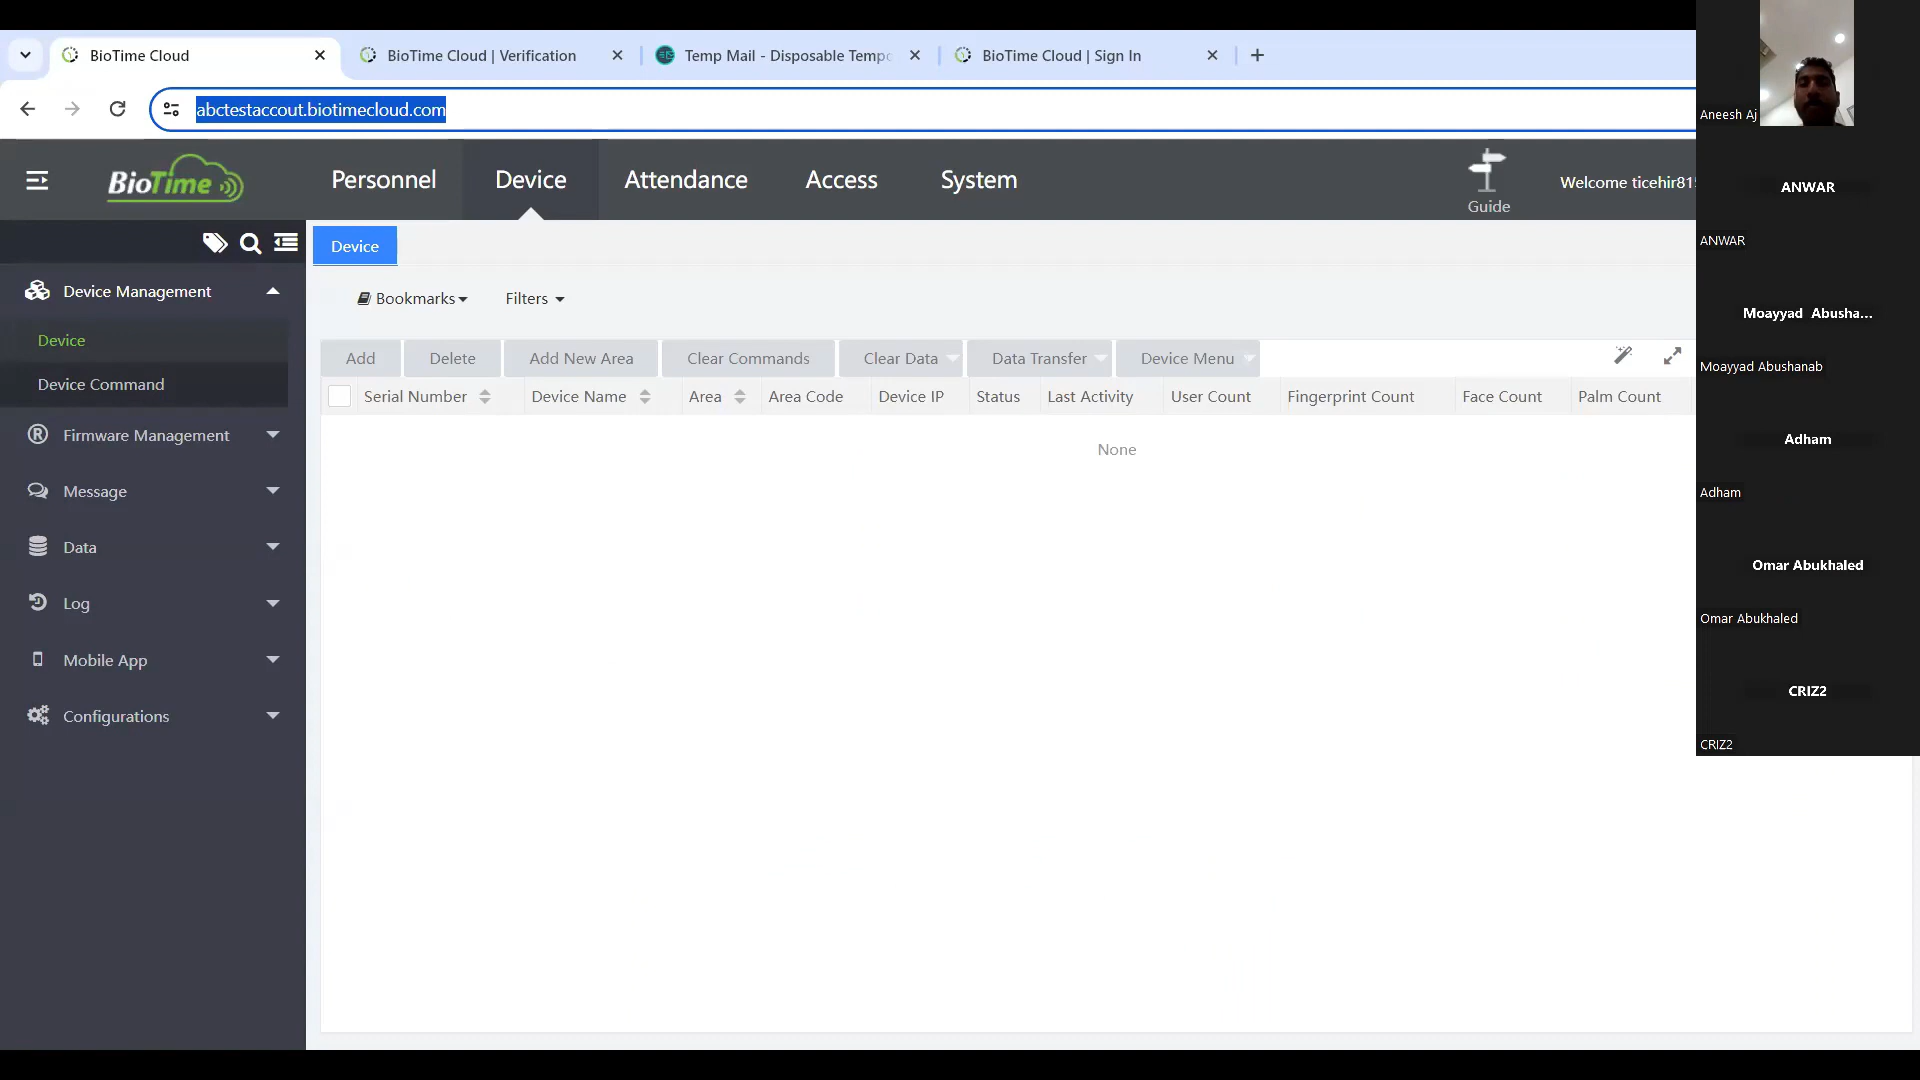 BioTime Cloud
BioTime Cloud | Verification
Temp Mail - Disposable Tempo
BioTime Cloud | Sign In
abctestaccout.biotimecloud.com
Aneesh Aj
BioTime
Personnel
Device
Attendance
Access
System
Guide
Welcome ticehir81
ANWAR
ANWAR
Device
Device Management
Bookmarks
Filters
Moayyad Abusha...
Device
Add
Delete
Add New Area
Clear Commands
Clear Data
Data Transfer
Device Menu
Moayyad Abushanab
Device Command
Serial Number
Device Name
Area
Area Code
Device IP
Status
Last Activity
User Count
Fingerprint Count
Face Count
Palm Count
Firmware Management
None
Adham
Message
Adham
Data
Omar Abukhaled
Log
Omar Abukhaled
Mobile App
CRIZ2
Configurations
CRIZ2